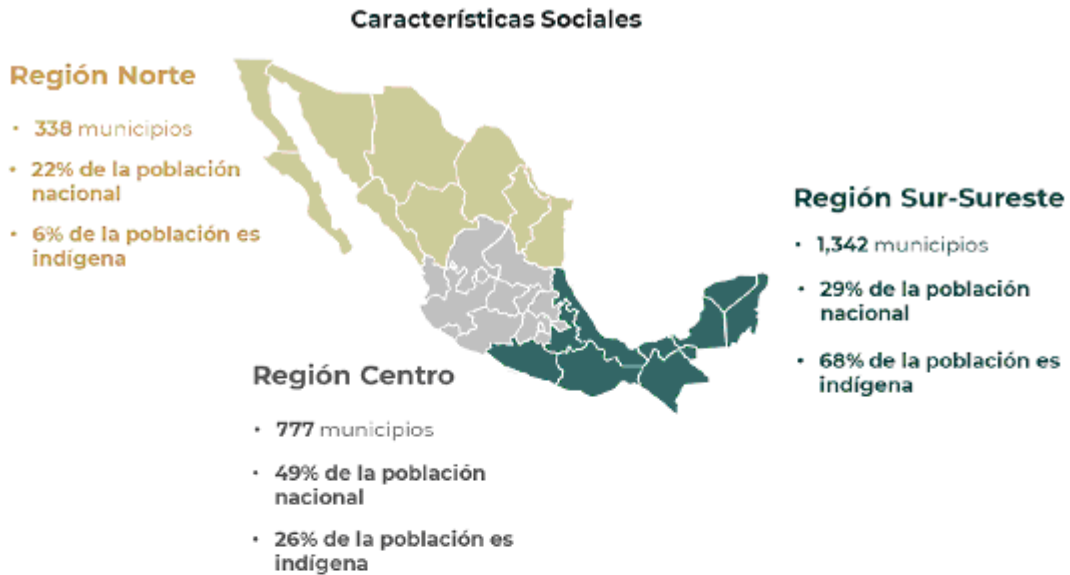 Características Sociales
Región Norte
• 338 municipios
• 22% de la población
nacional
• 6% de la población es
indígena
Región Sur-Sureste
• 1,342 municipios
• 29% de la población
nacional
• 68% de la población es
indígena
Región Centro
• 777 municipios
• 49% de la población
nacional
• 26% de la población es
indígena